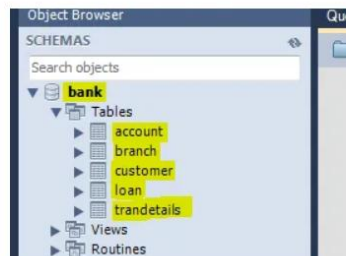 Object Browser
Qu
SCHEMAS
Search objects
bank
Tables
account
branch
customer
loan
trandetails
Views
Routines